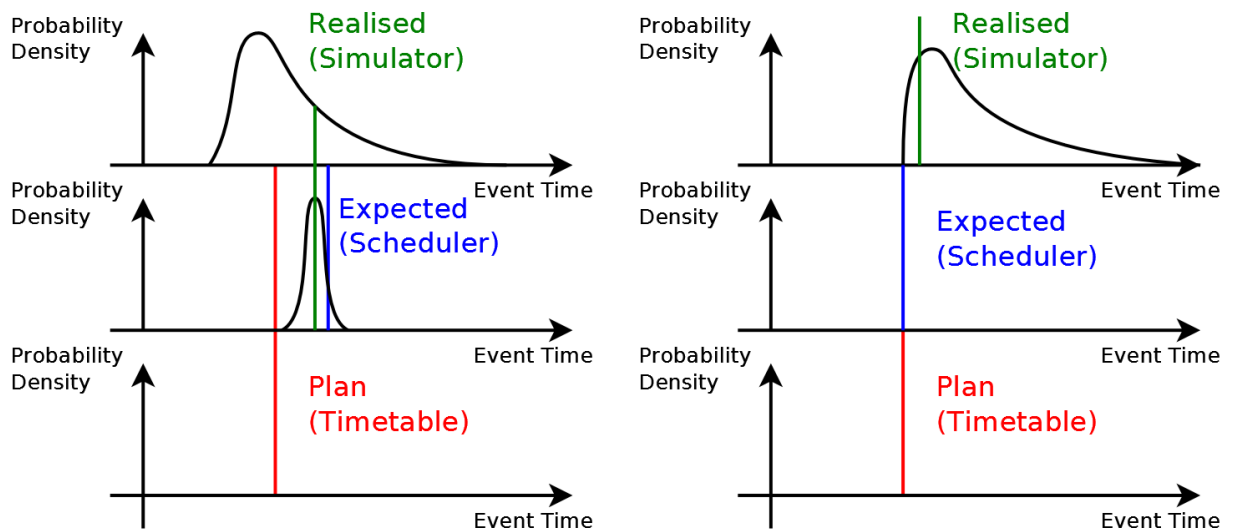 Probability
Density
Realised
(Simulator)
Event Time
Probability
Density
Expected
(Scheduler)
Event Time
Probability
Density
Plan
(Timetable)
Event Time
Probability
Density
Realised
(Simulator)
Event Time
Probability
Density
Expected
(Scheduler)
Event Time
Probability
Density
Plan
(Timetable)
Event Time